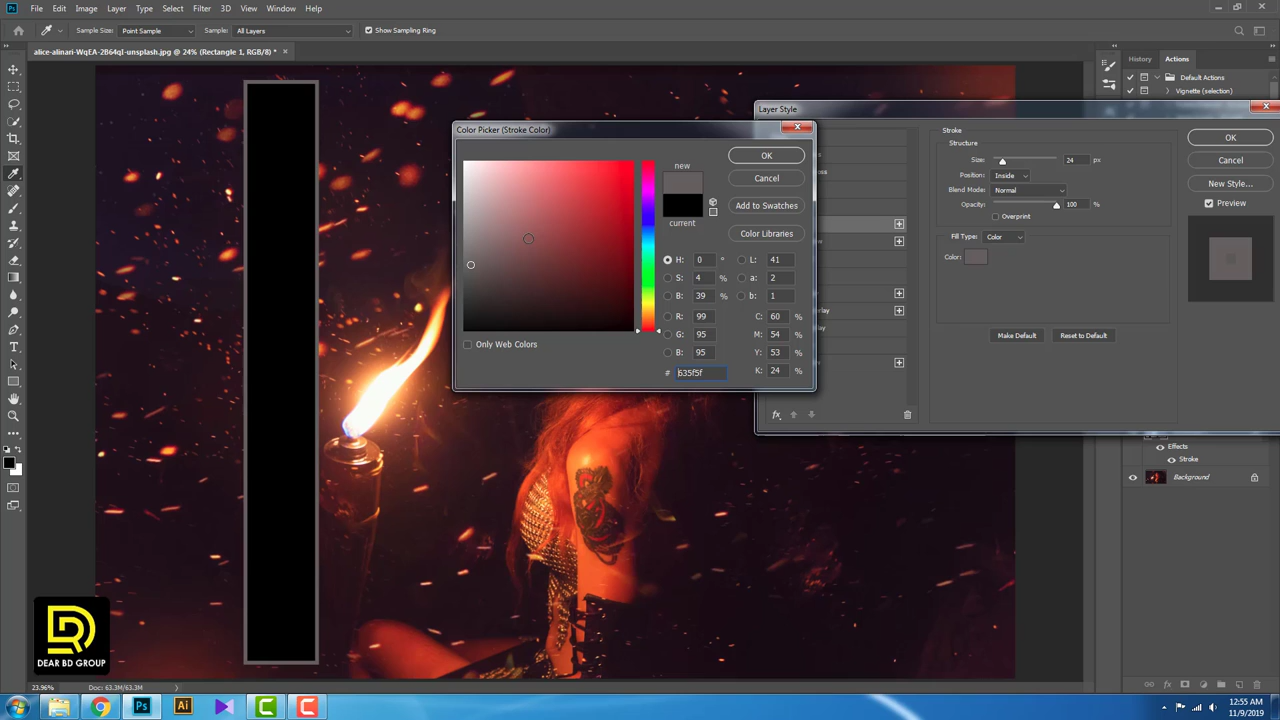 Ps File Edit Image Layer Type Select Filter 3D View Window Help
Sample Size: Point Sample Sample: All Layers Show Sampling Ring
alice-alinari-WqEA-2B64qI-unsplash.jpg @ 24% (Rectangle 1, RGB/8) *
History Actions
Default Actions
Vignette (selection)
Layer Style
Stroke
Structure
Size: 24 px
Position: Inside
Blend Mode: Normal
Opacity: 100 %
Overprint
Fill Type: Color
Color:
Make Default Reset to Default
OK
Cancel
New Style...
Preview
Color Picker (Stroke Color)
new
current
OK
Cancel
Add to Swatches
Color Libraries
H: 0 °
S: 4 %
B: 39 %
R: 99
G: 95
B: 95
# 635f5f
L: 41
a: 2
b: 1
C: 60 %
M: 54 %
Y: 53 %
K: 24 %
Only Web Colors
fx
Effects
Stroke
Background
DEAR BD GROUP
23.96% Doc: 63.3M/63.3M
fx
Ps Ai
12:55 AM
11/9/2019